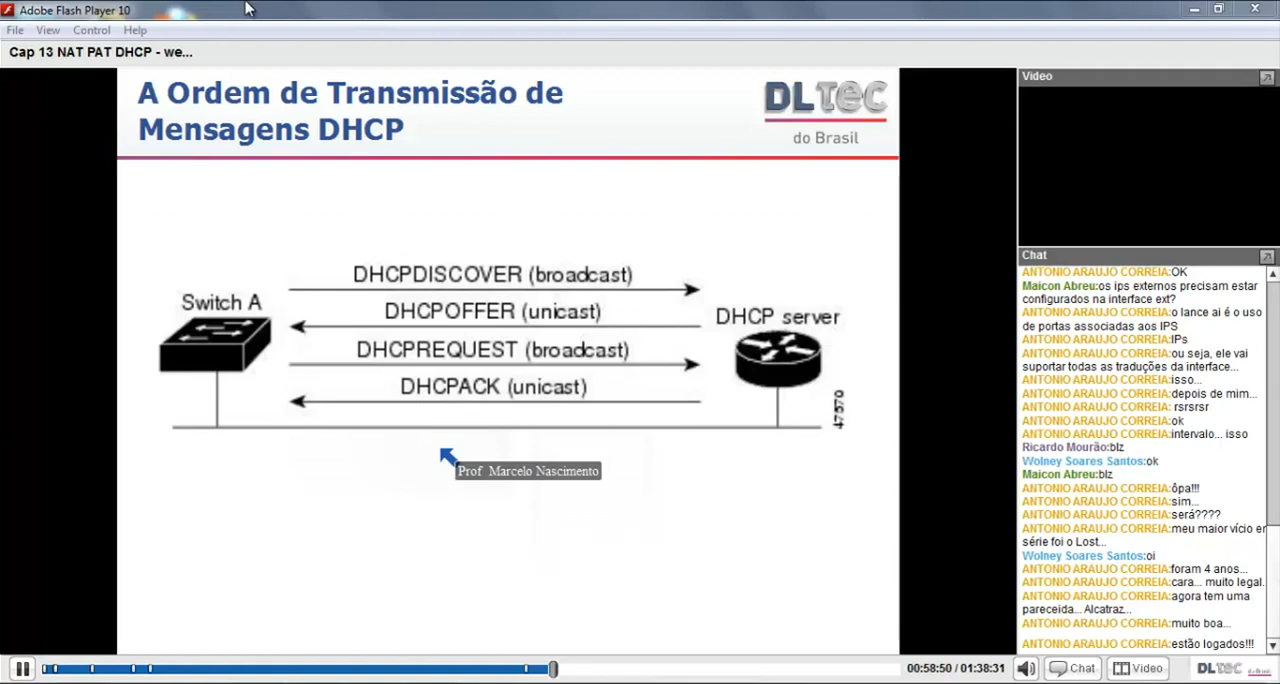 Adobe Flash Player 10
File View Control Help
Cap 13 NAT PAT DHCP - we...
A Ordem de Transmissão de
Mensagens DHCP
DLTEC
do Brasil
DHCPDISCOVER (broadcast)
Switch A
DHCPOFFER (unicast)
DHCP server
DHCPREQUEST (broadcast)
DHCPACK (unicast)
47570
Prof Marcelo Nascimento
Video
Chat
ANTONIO ARAUJO CORREIA:OK
Maicon Abreu:os ips externos precisam estar
configurados na interface ext?
ANTONIO ARAUJO CORREIA:o lance ai é o uso
de portas associadas aos IPS
ANTONIO ARAUJO CORREIA:IPs
ANTONIO ARAUJO CORREIA:ou seja, ele vai
suportar todas as traduções da interface...
ANTONIO ARAUJO CORREIA:isso...
ANTONIO ARAUJO CORREIA:depois de mim...
ANTONIO ARAUJO CORREIA: rsrsrsr
ANTONIO ARAUJO CORREIA:ok
ANTONIO ARAUJO CORREIA:intervalo... isso
Ricardo Mourão:blz
Wolney Soares Santos:ok
Maicon Abreu:blz
ANTONIO ARAUJO CORREIA:ôpa!!!
ANTONIO ARAUJO CORREIA:sim...
ANTONIO ARAUJO CORREIA:será????
ANTONIO ARAUJO CORREIA:meu maior vício er
série foi o Lost...
Wolney Soares Santos:oi
ANTONIO ARAUJO CORREIA:foram 4 anos...
ANTONIO ARAUJO CORREIA:cara... muito legal.
ANTONIO ARAUJO CORREIA:agora tem uma
pareceida... Alcatraz...
ANTONIO ARAUJO CORREIA:muito boa...
ANTONIO ARAUJO CORREIA:estão logados!!!
00:58:50 / 01:38:31
Chat
Video
DLTEC do Brasil